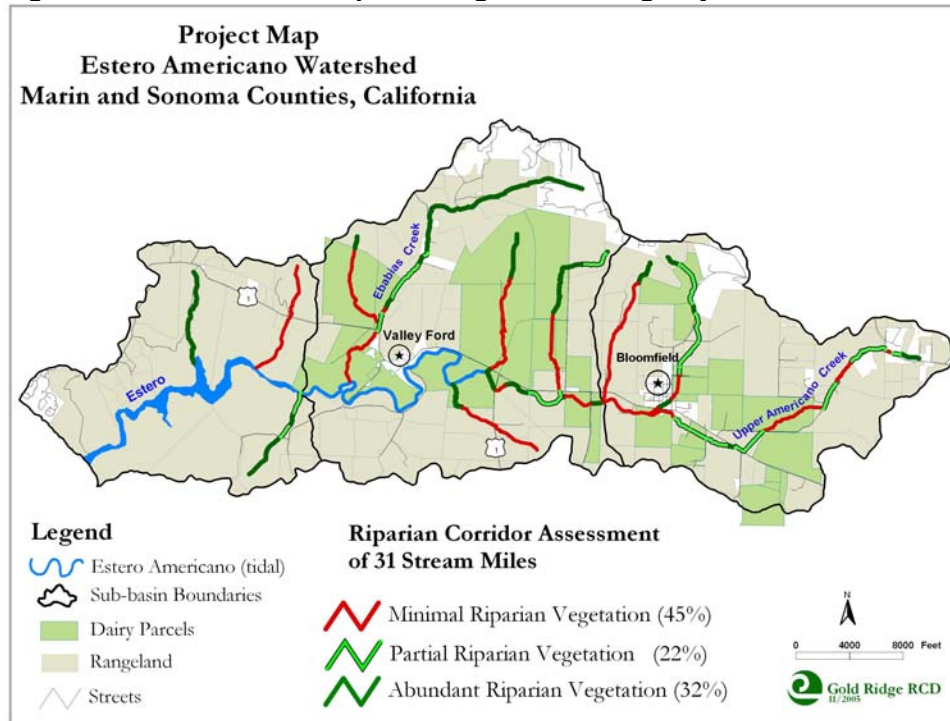 Project Map
Estero Americano Watershed
Marin and Sonoma Counties, California
Ebabias Creek
1
Valley Ford
Bloomfield
Estero
Upper Americano Creek
1
Legend
Estero Americano (tidal)
Sub-basin Boundaries
Dairy Parcels
Rangeland
Streets
Riparian Corridor Assessment
of 31 Stream Miles
Minimal Riparian Vegetation (45%)
Partial Riparian Vegetation (22%)
Abundant Riparian Vegetation (32%)
N
0 4000 8000 Feet
Gold Ridge RCD
11/2005